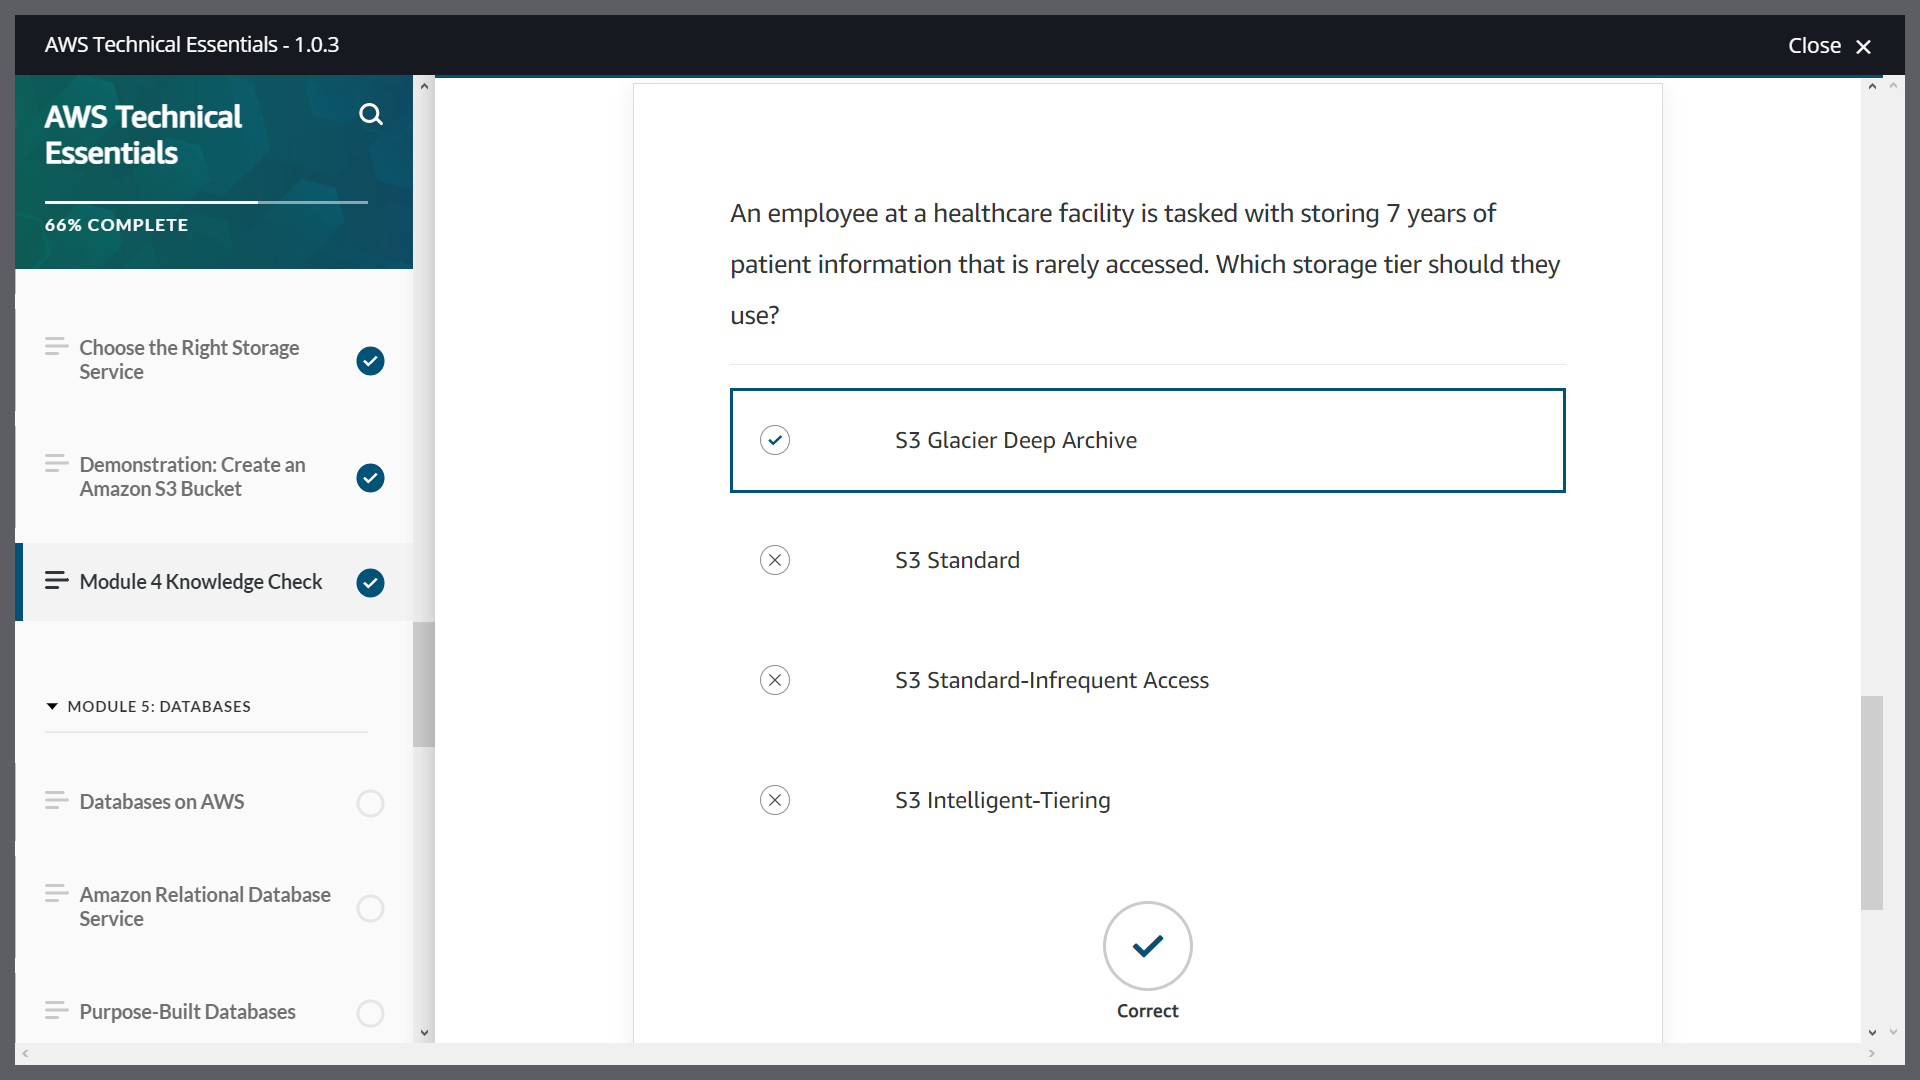 AWS Technical Essentials - 1.0.3
Close
AWS Technical
Essentials
66% COMPLETE
Choose the Right Storage
Service
Demonstration: Create an
Amazon S3 Bucket
Module 4 Knowledge Check
MODULE 5: DATABASES
Databases on AWS
Amazon Relational Database
Service
Purpose-Built Databases
An employee at a healthcare facility is tasked with storing 7 years of
patient information that is rarely accessed. Which storage tier should they
use?
S3 Glacier Deep Archive
S3 Standard
S3 Standard-Infrequent Access
S3 Intelligent-Tiering
Correct